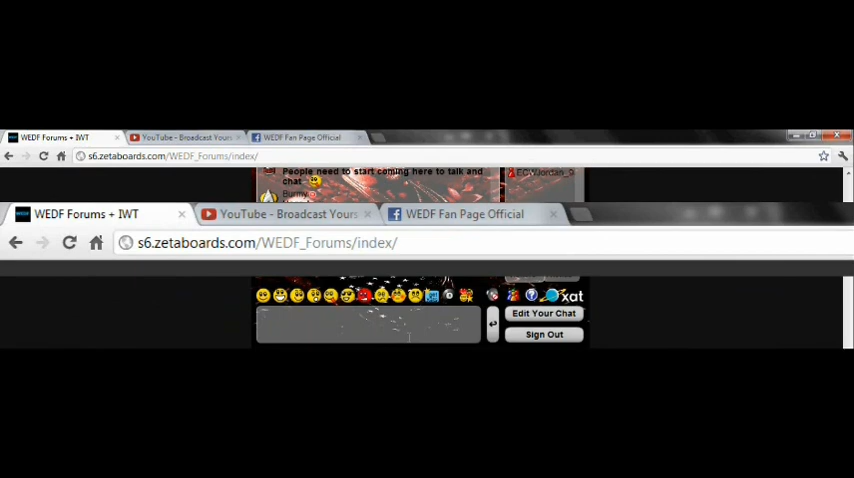 WEDF Forums + IWT
YouTube - Broadcast Yours
WEDF Fan Page Official
s6.zetaboards.com/WEDF_Forums/index/
People need to start coming here to talk and
chat
ECWJordan_9
WEDF Forums + IWT
YouTube - Broadcast Yours
WEDF Fan Page Official
s6.zetaboards.com/WEDF_Forums/index/
xat
Edit Your Chat
Sign Out